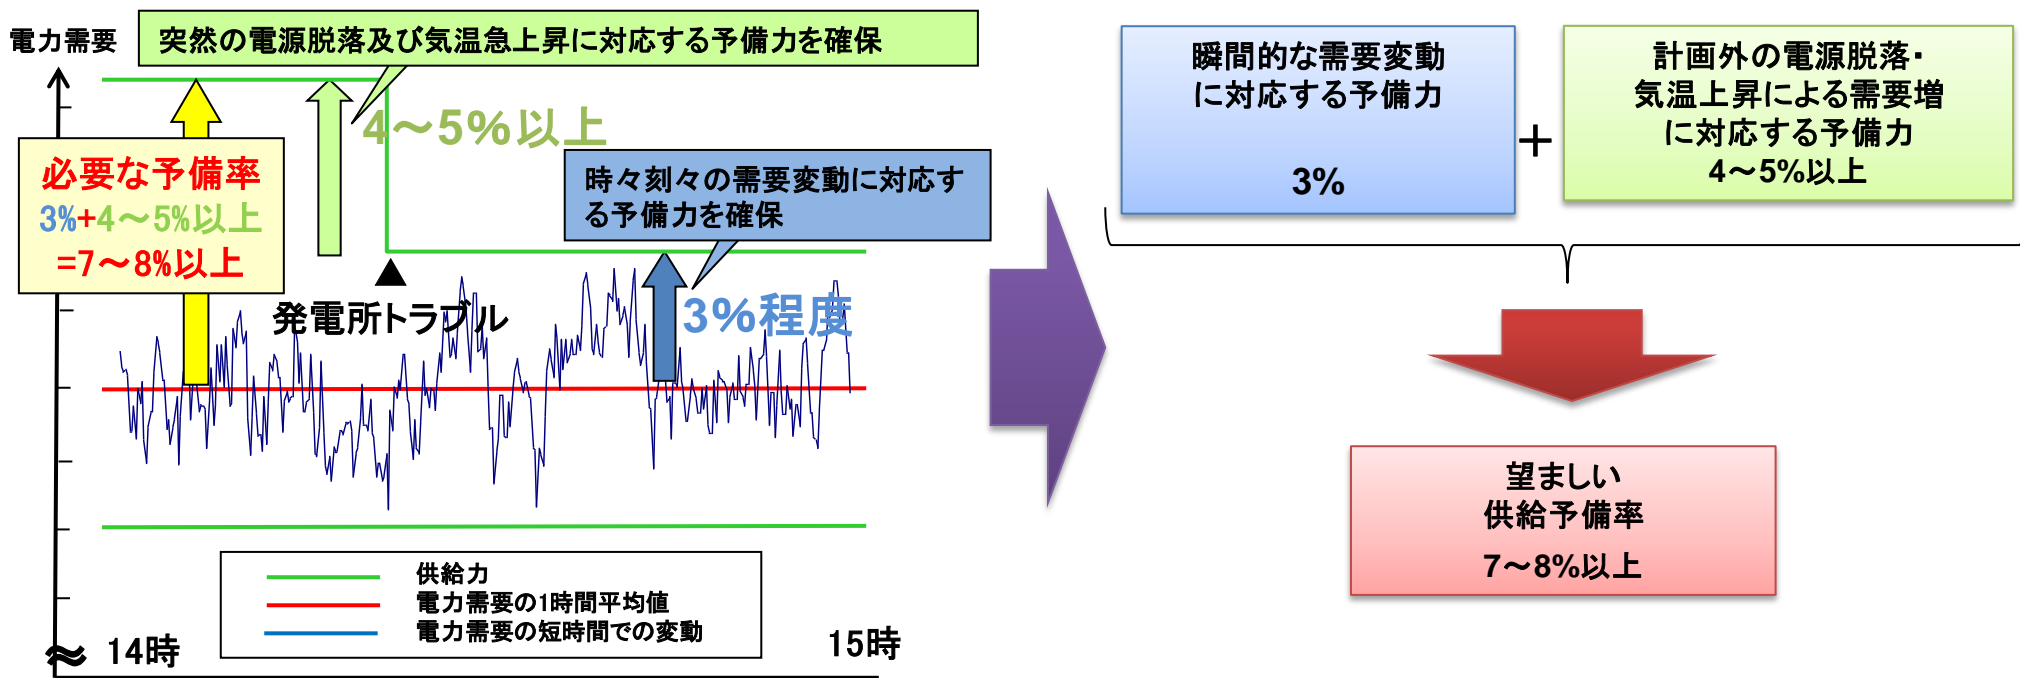 電力需要
突然の電源脱落及び気温急上昇に対応する予備力を確保
4～5%以上
必要な予備率
3%+4～5%以上
=7～8%以上
時々刻々の需要変動に対応す
る予備力を確保
発電所トラブル
3%程度
供給力
電力需要の1時間平均値
電力需要の短時間での変動
14時
15時
瞬間的な需要変動
に対応する予備力
3%
＋
計画外の電源脱落・
気温上昇による需要増
に対応する予備力
4～5%以上
望ましい
供給予備率
7～8%以上